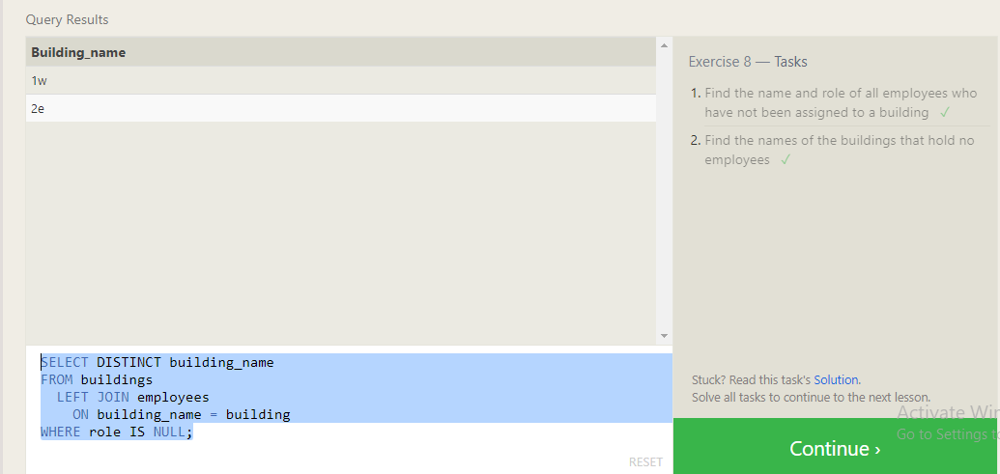 Query Results
Building_name
1w
2e
SELECT DISTINCT building_name
FROM buildings
LEFT JOIN employees
ON building_name = building
WHERE role IS NULL;
RESET
Exercise 8 — Tasks
1. Find the name and role of all employees who
have not been assigned to a building ✓
2. Find the names of the buildings that hold no
employees ✓
Stuck? Read this task's Solution.
Solve all tasks to continue to the next lesson.
Activate Win
Go to Settings to
Continue ›